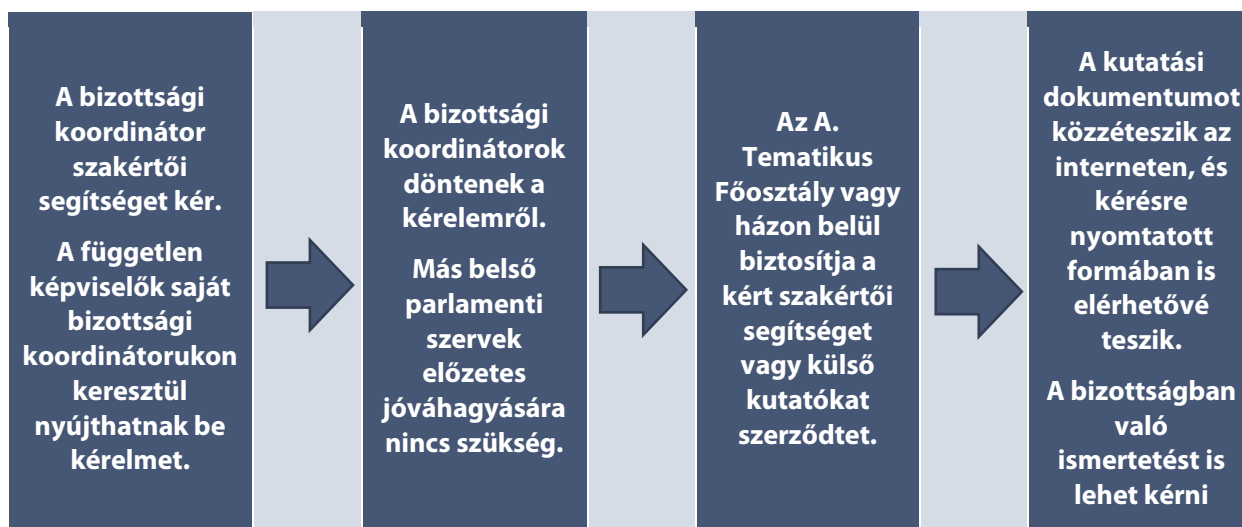 A bizottsági
koordinátor
szakértői
segítséget kér.
A független
képviselők saját
bizottsági
koordinátorukon
keresztül
nyújthatnak be
kérelmet.
A bizottsági
koordinátorok
döntenek a
kérelemről.
Más belső
parlamenti
szervek
előzetes
jóváhagyására
nincs szükség.
Az A.
Tematikus
Főosztály vagy
házon belül
biztosítja a
kért szakértői
segítséget
vagy külső
kutatókat
szerződtet.
A kutatási
dokumentumot
közzéteszik az
interneten, és
kérésre
nyomtatott
formában is
elérhetővé
teszik.
A bizottságban
való
ismertetést is
lehet kérni